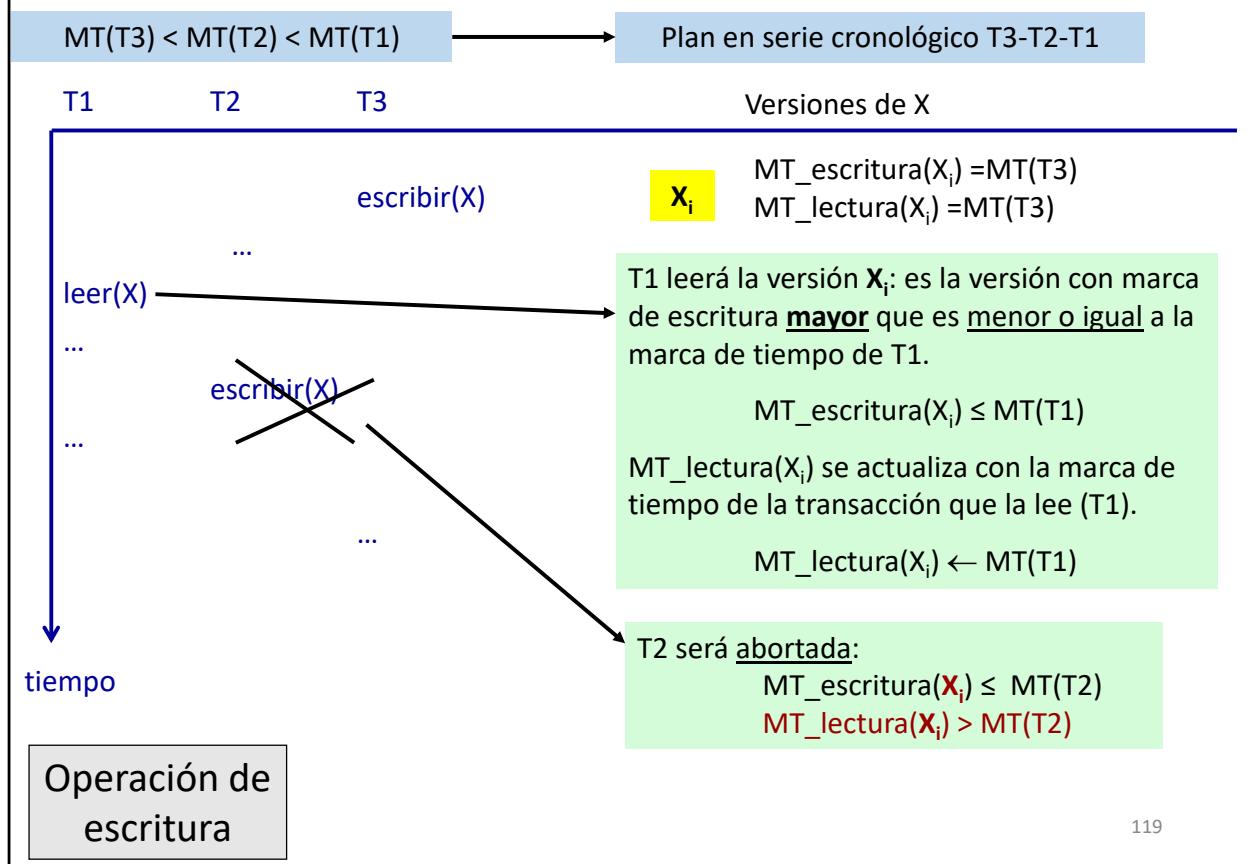 MT(T3) < MT(T2) < MT(T1)
Plan en serie cronológico T3-T2-T1
T1 T2 T3
Versiones de X
escribir(X)
Xi
MT_escritura(Xi) =MT(T3)
MT_lectura(Xi) =MT(T3)
...
leer(X)
T1 leerá la versión Xi: es la versión con marca
de escritura mayor que es menor o igual a la
marca de tiempo de T1.
...
escribir(X)
MT_escritura(Xi) ≤ MT(T1)
...
MT_lectura(Xi) se actualiza con la marca de
tiempo de la transacción que la lee (T1).
...
MT_lectura(Xi) ← MT(T1)
T2 será abortada:
MT_escritura(Xi) ≤ MT(T2)
MT_lectura(Xi) > MT(T2)
tiempo
Operación de
escritura
119